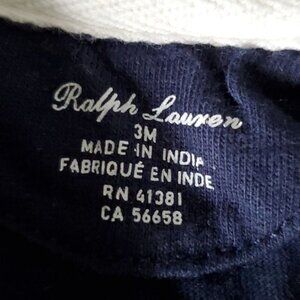 Ralph Lauren
3M
MADE IN INDIA
FABRIQUÉ EN INDE
RN 41381
CA 56658